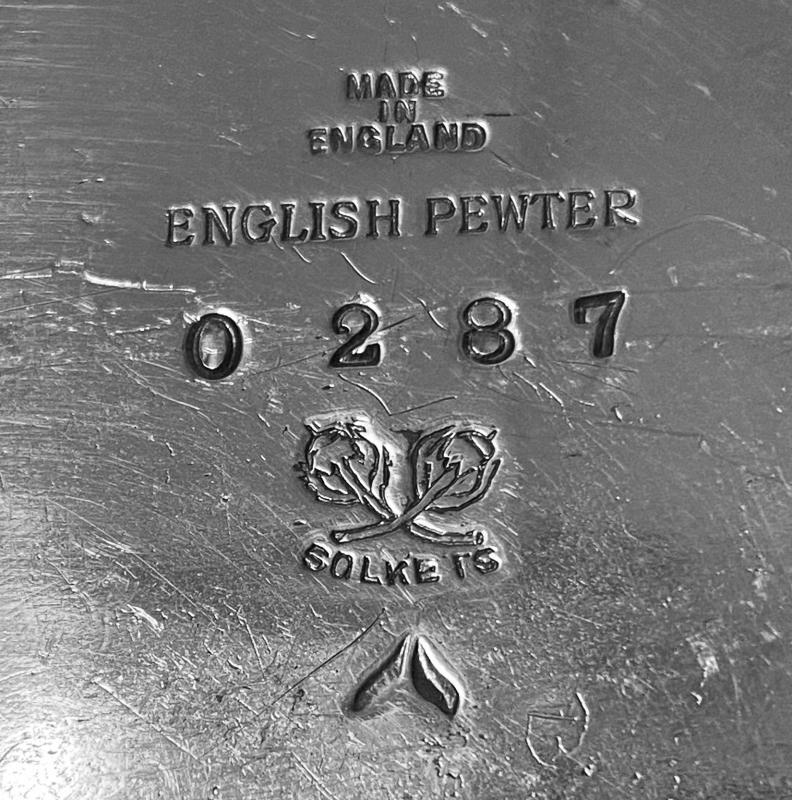 MADE
IN
ENGLAND
ENGLISH PEWTER
0 2 8 7
SOLKETS